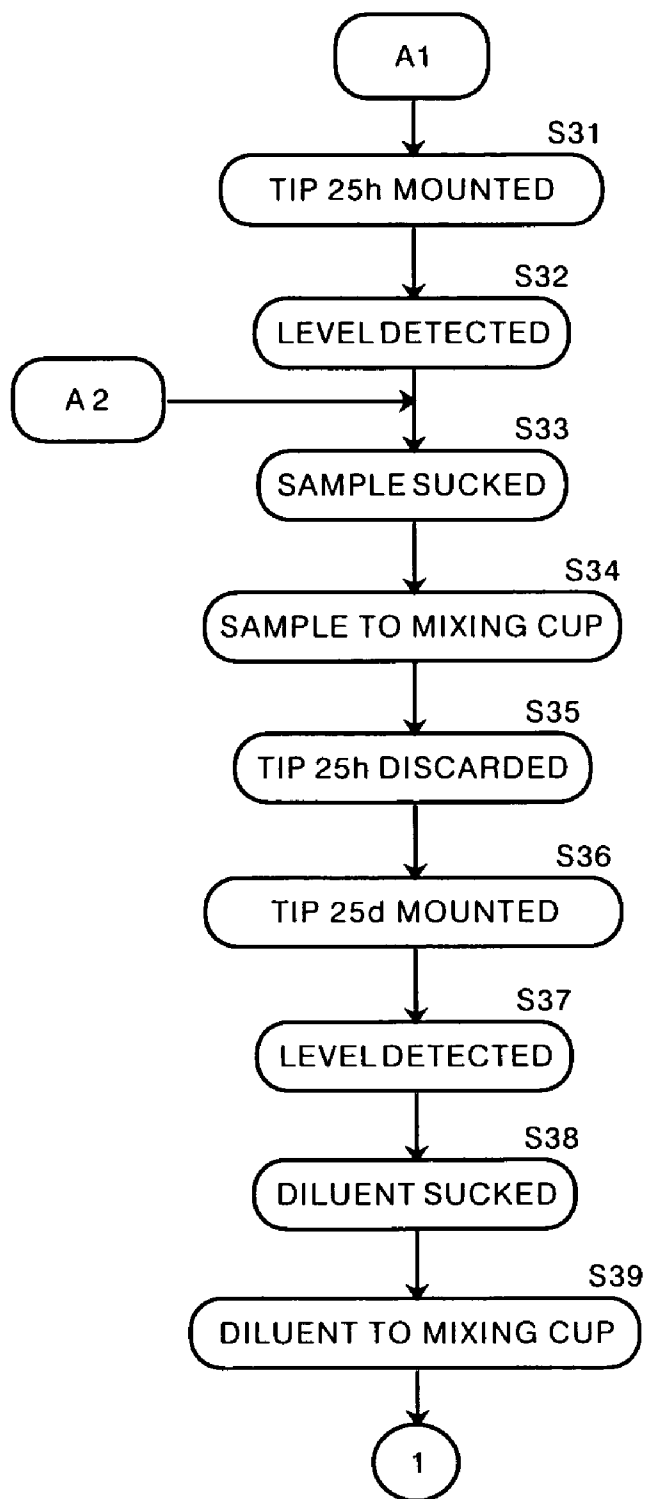 A1
S31
TIP 25h MOUNTED
S32
LEVEL DETECTED
A 2
S33
SAMPLE SUCKED
S34
SAMPLE TO MIXING CUP
S35
TIP 25h DISCARDED
S36
TIP 25d MOUNTED
S37
LEVEL DETECTED
S38
DILUENT SUCKED
S39
DILUENT TO MIXING CUP
1